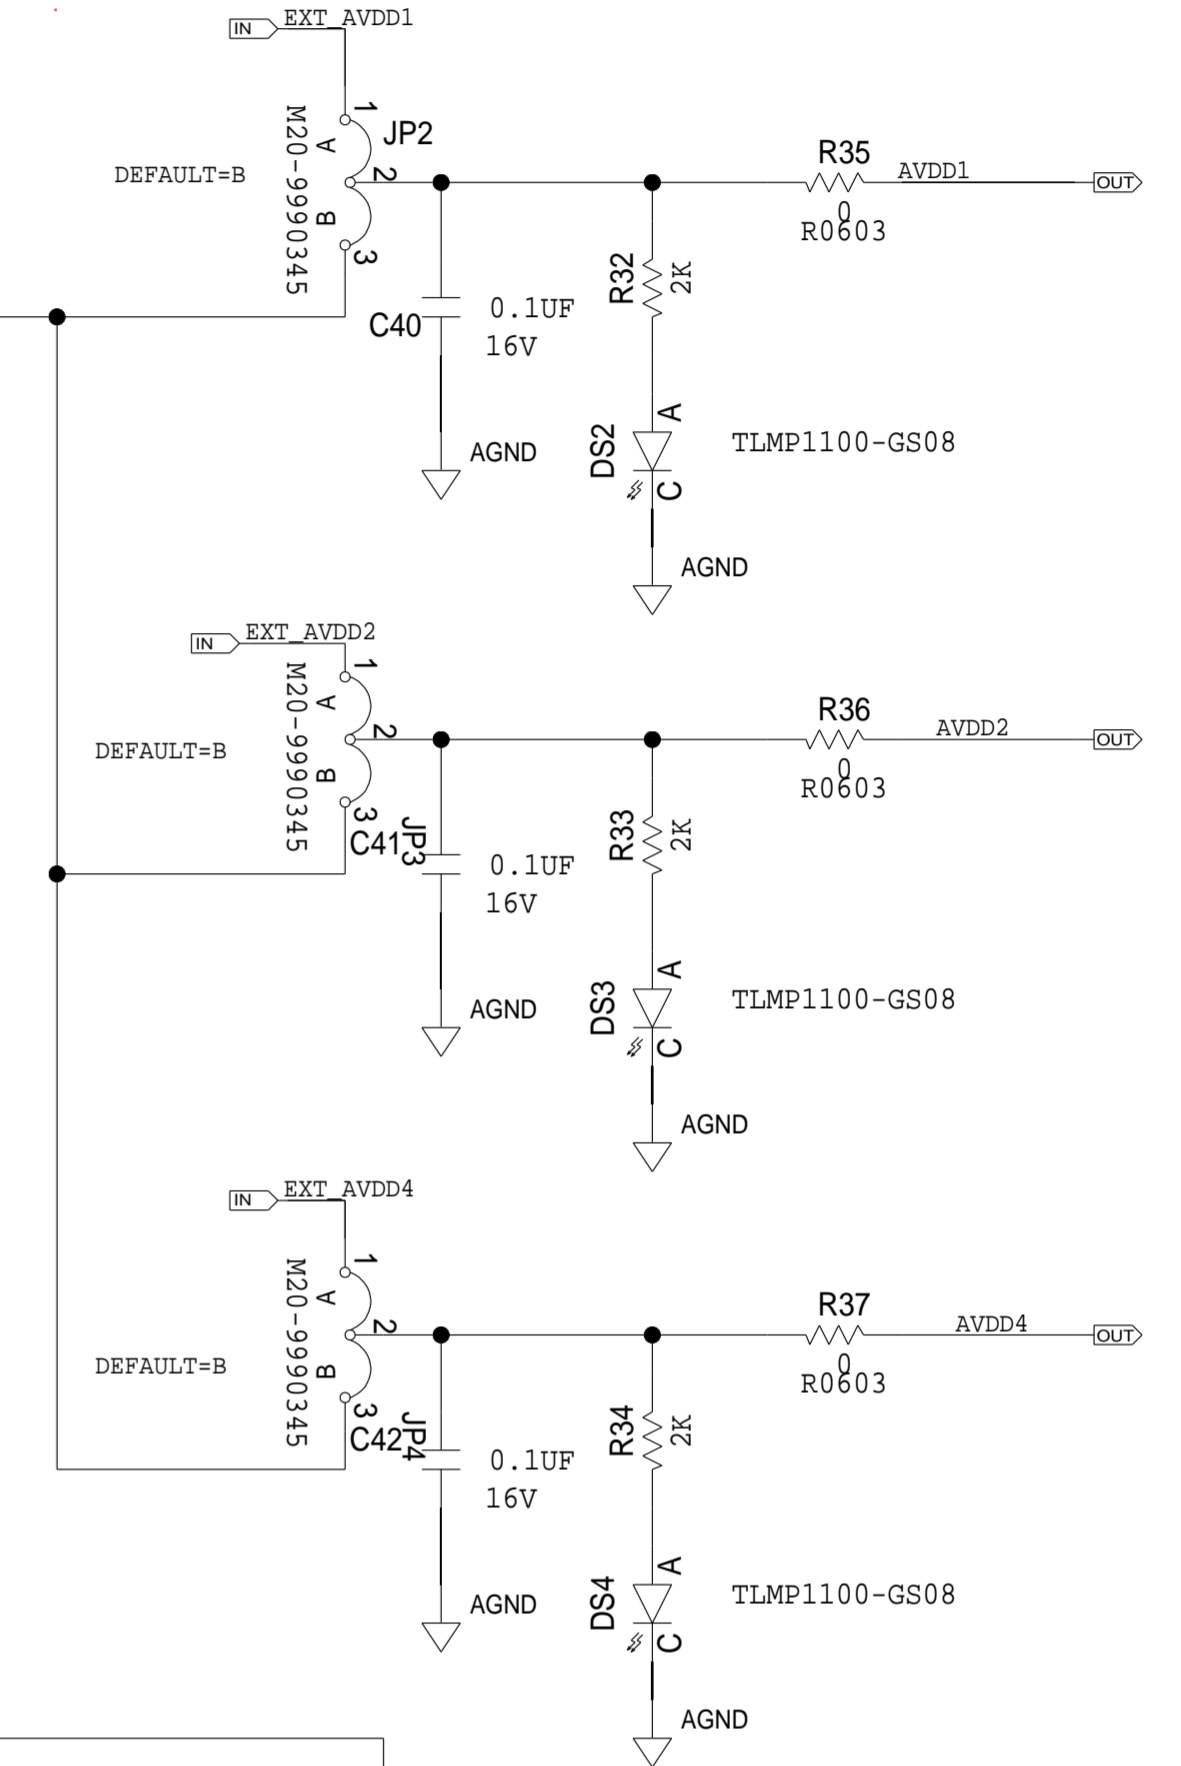 IN
EXT_AVDD1
1
A
JP2
M20-9990345
DEFAULT=B
2
B
3
R35
AVDD1
OUT
0
R0603
R32
2K
C40
0.1UF
16V
A
DS2
TLMP1100-GS08
AGND
C
AGND
IN
EXT_AVDD2
1
A
M20-9990345
DEFAULT=B
2
B
3
R36
AVDD2
OUT
0
R0603
C41
JP3
R33
2K
0.1UF
16V
A
DS3
TLMP1100-GS08
AGND
C
AGND
IN
EXT_AVDD4
1
A
M20-9990345
DEFAULT=B
2
B
3
R37
AVDD4
OUT
0
R0603
C42
JP4
R34
2K
0.1UF
16V
A
DS4
TLMP1100-GS08
AGND
C
AGND